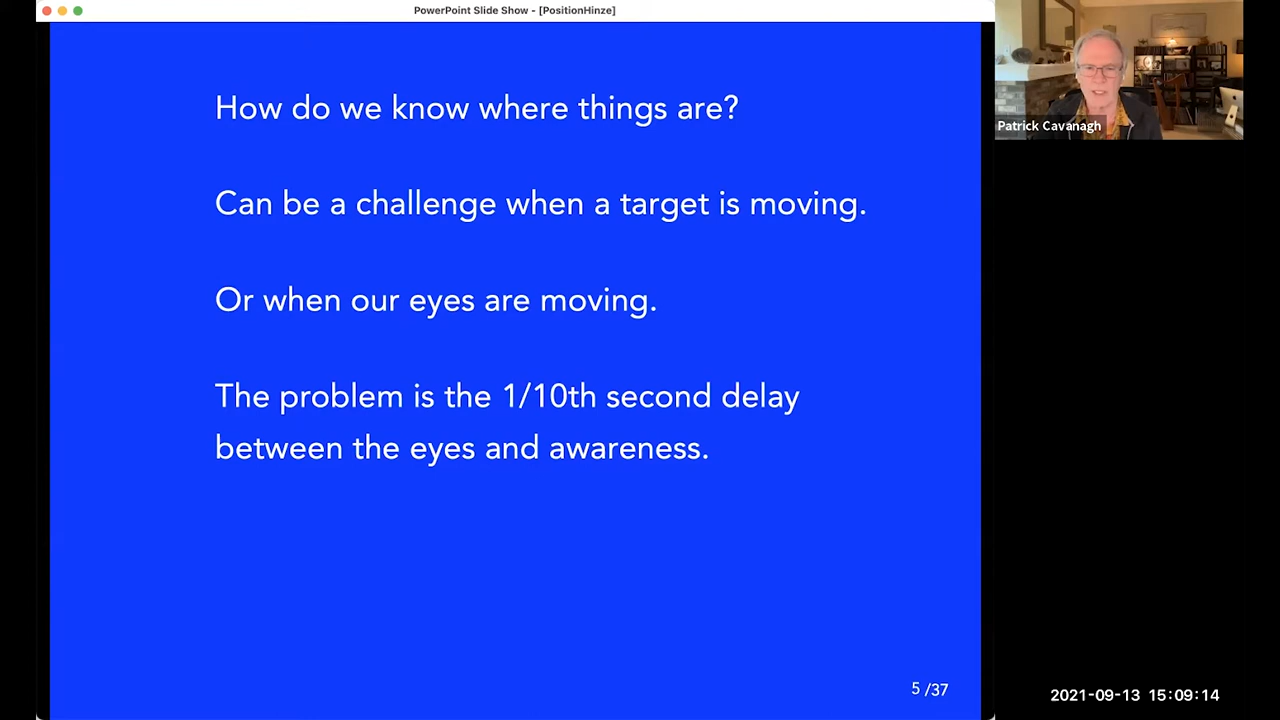 PowerPoint Slide Show - [PositionHinze]
How do we know where things are?
Can be a challenge when a target is moving.
Or when our eyes are moving.
The problem is the 1/10th second delay
between the eyes and awareness.
5 /37
Patrick Cavanagh
2021-09-13 15:09:14